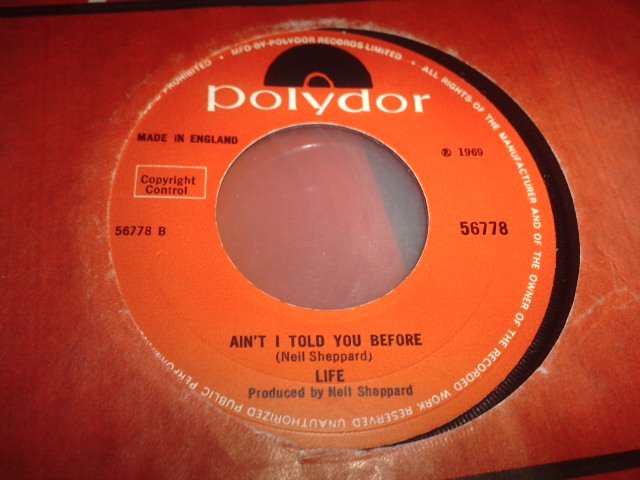 MFD BY POLYDOR RECORDS LIMITED • ALL RIGHTS OF THE MANUFACTURER AND OF THE OWNER OF THE RECORDED WORK RESERVED UNAUTHORIZED PUBLIC PROHIBITED
polydor
MADE IN ENGLAND
℗ 1969
Copyright
Control
56778 B
56778
AIN'T I TOLD YOU BEFORE
(Neil Sheppard)
LIFE
Produced by Neil Sheppard